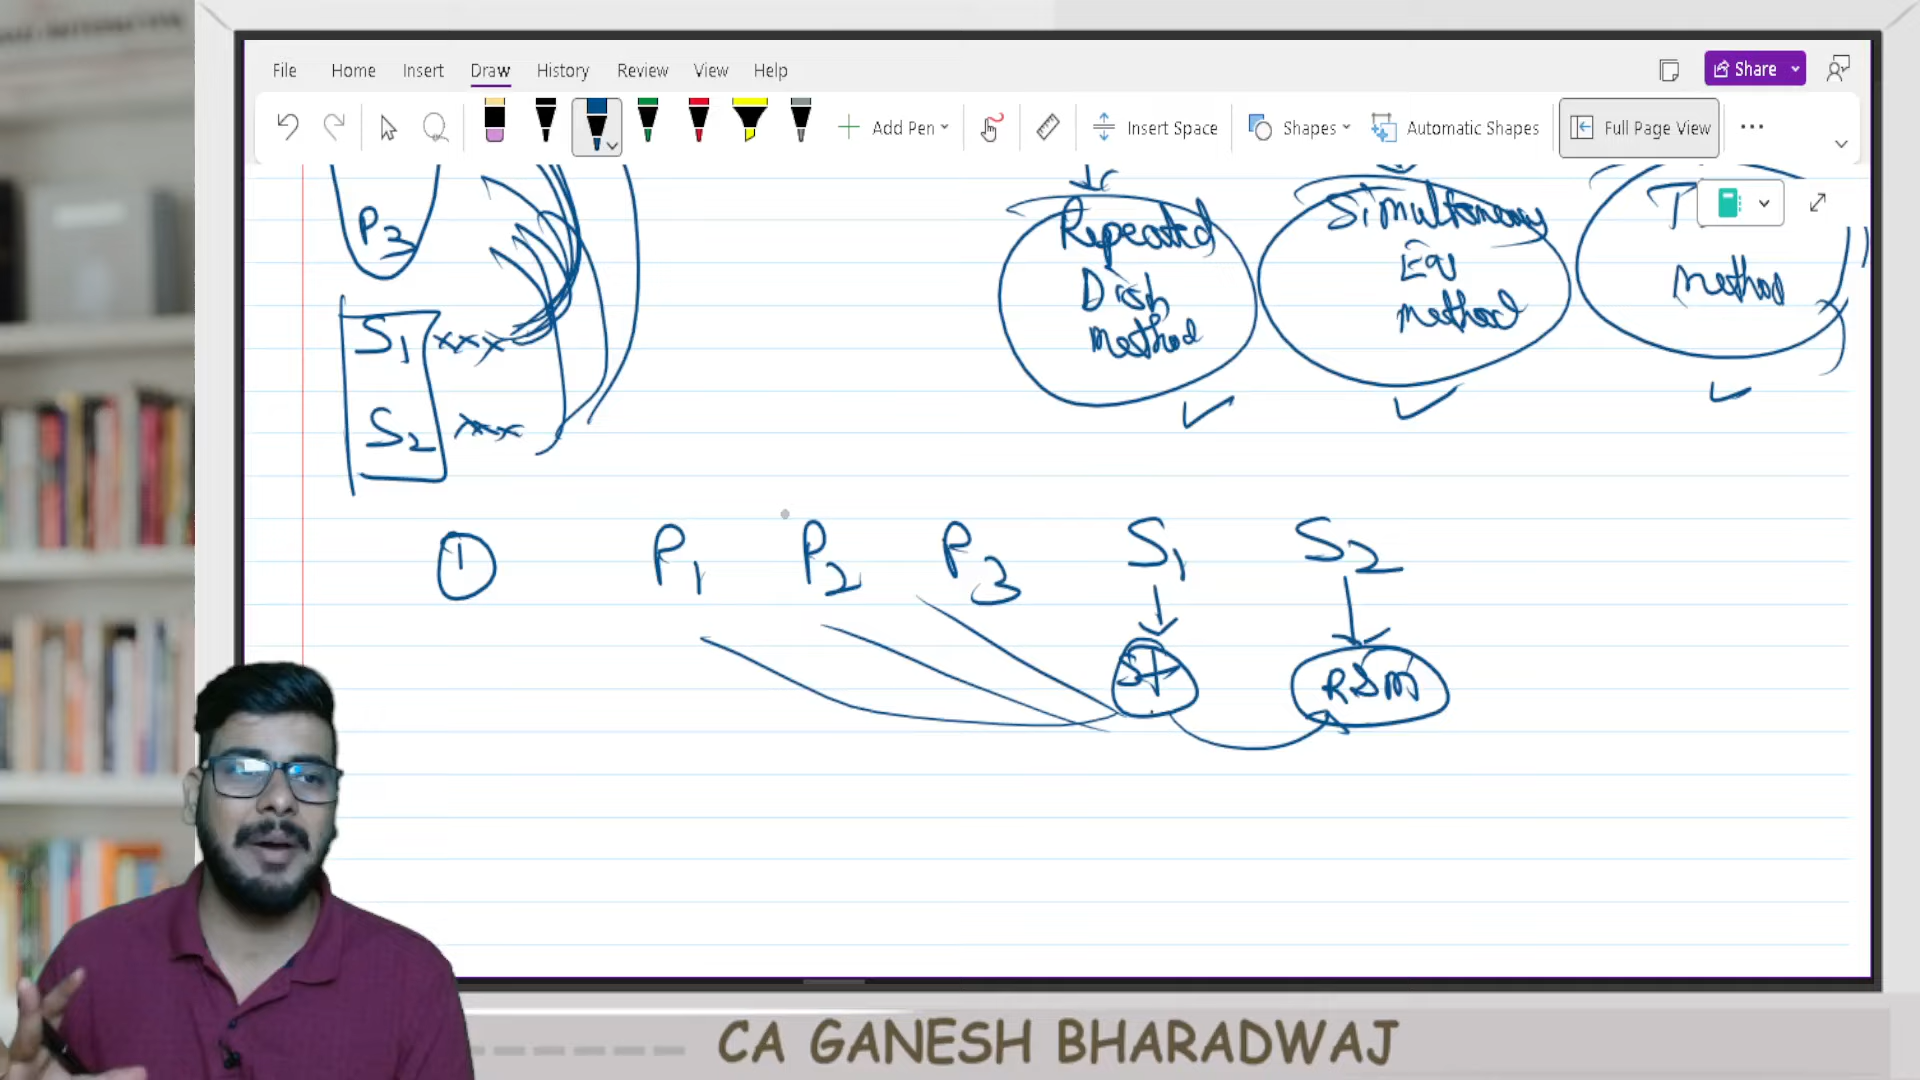 File Home Insert Draw History Review View Help Share
Add Pen Insert Space Shapes Automatic Shapes Full Page View
P3
S1 xxx
S2 xxx
Repeated
Method
Simultaneous
Eq
Method
T
Method
1 P1 P2 P3 S1 S2
CA GANESH BHARADWAJ